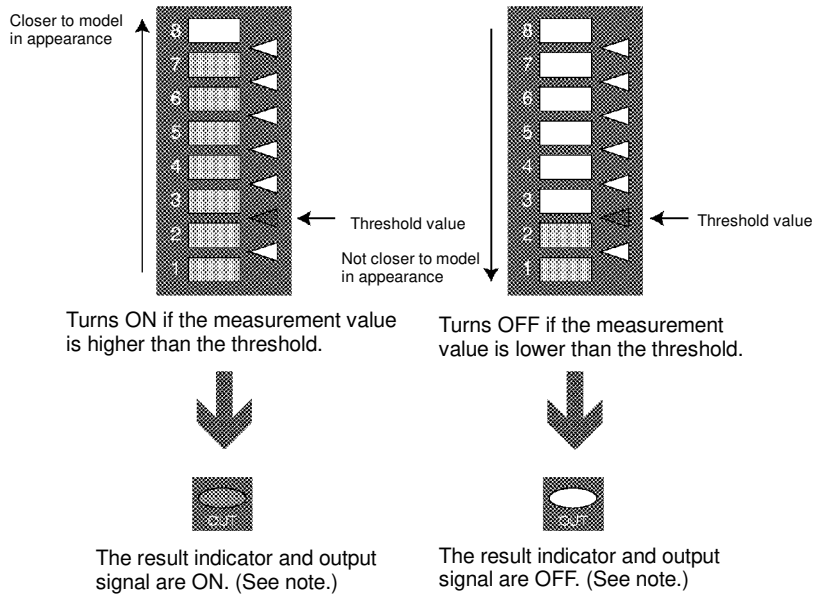 Closer to model
in appearance
8
7
6
5
4
3
2
1
Threshold value
Turns ON if the measurement value
is higher than the threshold.
OUT
The result indicator and output
signal are ON. (See note.)
Not closer to model
in appearance
8
7
6
5
4
3
2
1
Threshold value
Turns OFF if the measurement
value is lower than the threshold.
OUT
The result indicator and output
signal are OFF. (See note.)